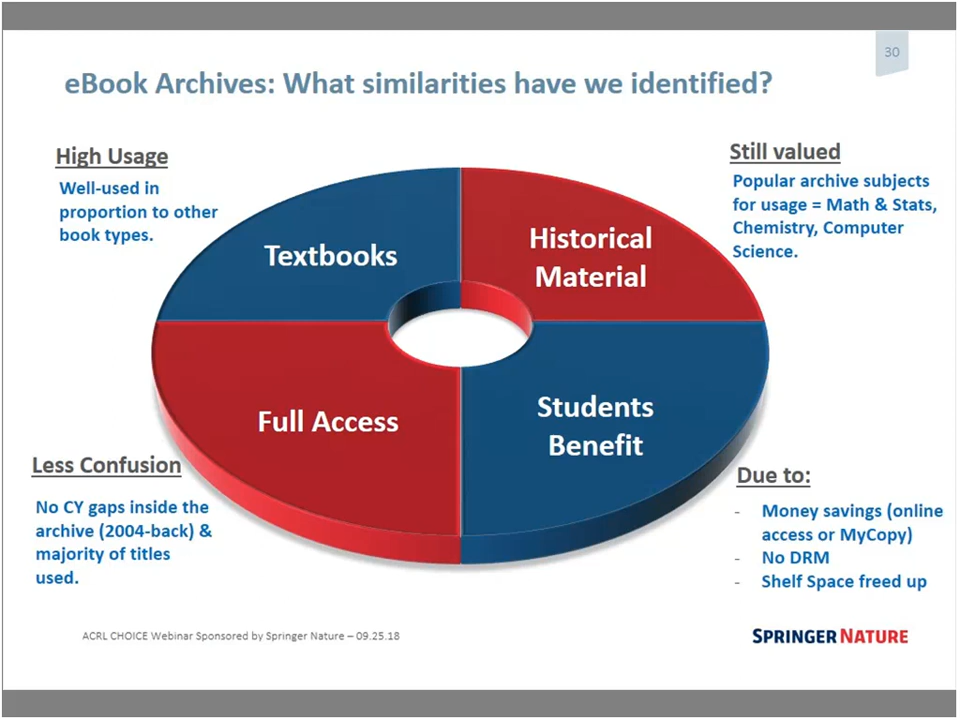 30
eBook Archives: What similarities have we identified?
High Usage
Well-used in
proportion to other
book types.
Still valued
Popular archive subjects
for usage = Math & Stats,
Chemistry, Computer
Science.
Textbooks
Historical
Material
Full Access
Students
Benefit
Less Confusion
No CY gaps inside the
archive (2004-back) &
majority of titles
used.
Due to:
- Money savings (online
access or MyCopy)
- No DRM
- Shelf Space freed up
ACRL CHOICE Webinar Sponsored by Springer Nature – 09.25.18
SPRINGER NATURE